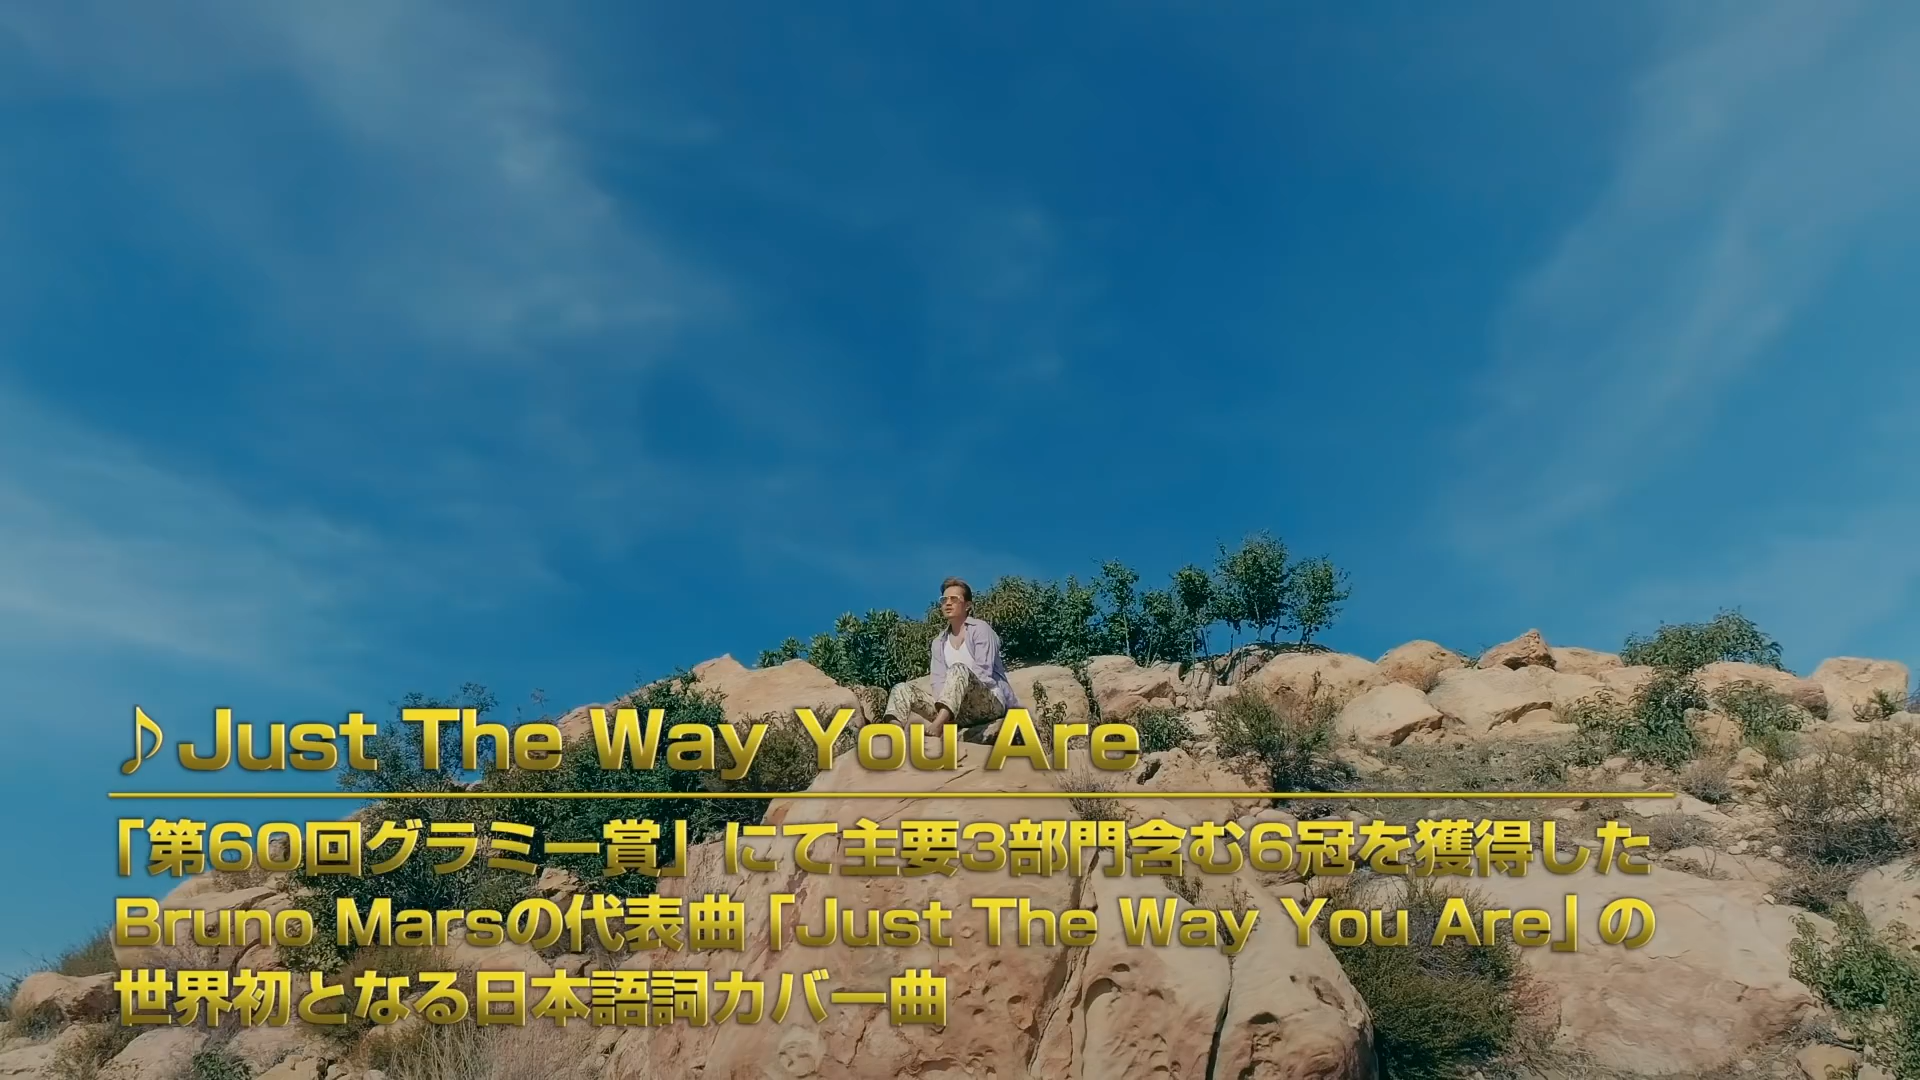 ♪Just The Way You Are
「第60回グラミー賞」にて主要3部門含む6冠を獲得した
Bruno Marsの代表曲「Just The Way You Are」の
世界初となる日本語詞カバー曲